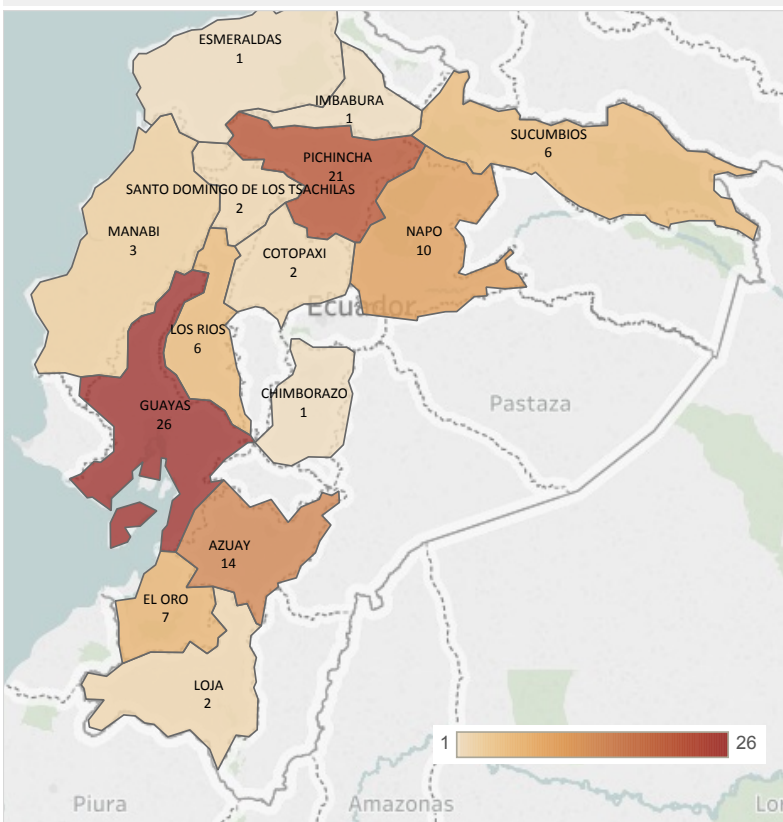 ESMERALDAS
1
IMBABURA
1
SUCUMBIOS
6
PICHINCHA
21
SANTO DOMINGO DE LOS TSACHILAS
2
MANABI
3
NAPO
10
COTOPAXI
2
Ecuador
LOS RIOS
6
CHIMBORAZO
1
Pastaza
GUAYAS
26
AZUAY
14
EL ORO
7
LOJA
2
1
26
Piura
Amazonas